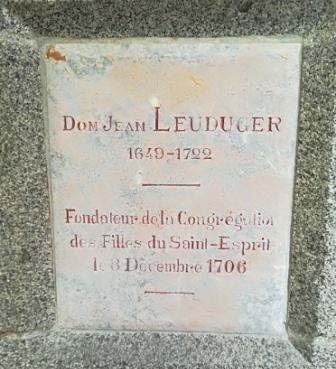 Dom Jean LEUDUGER
1649-1722
Fondateur de la Congrégation
des Filles du Saint-Esprit
le 8 Décembre 1706